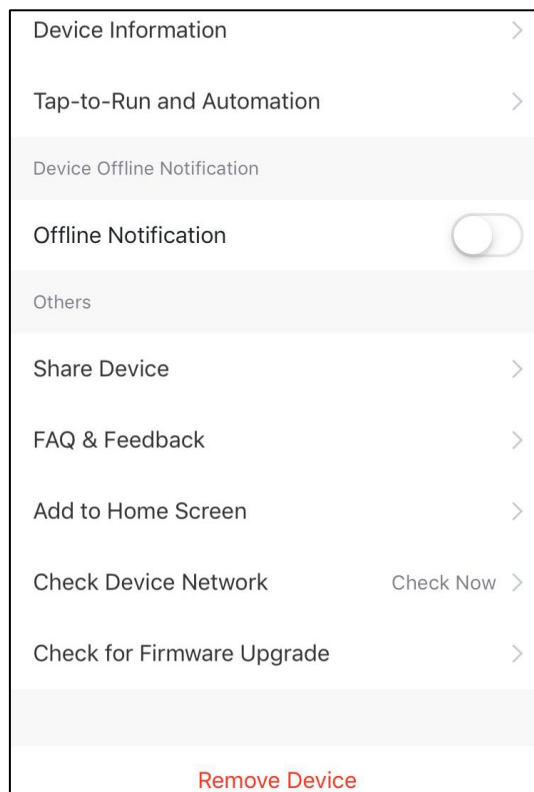 Device Information
Tap-to-Run and Automation
Device Offline Notification
Offline Notification
Others
Share Device
FAQ & Feedback
Add to Home Screen
Check Device Network Check Now
Check for Firmware Upgrade
Remove Device